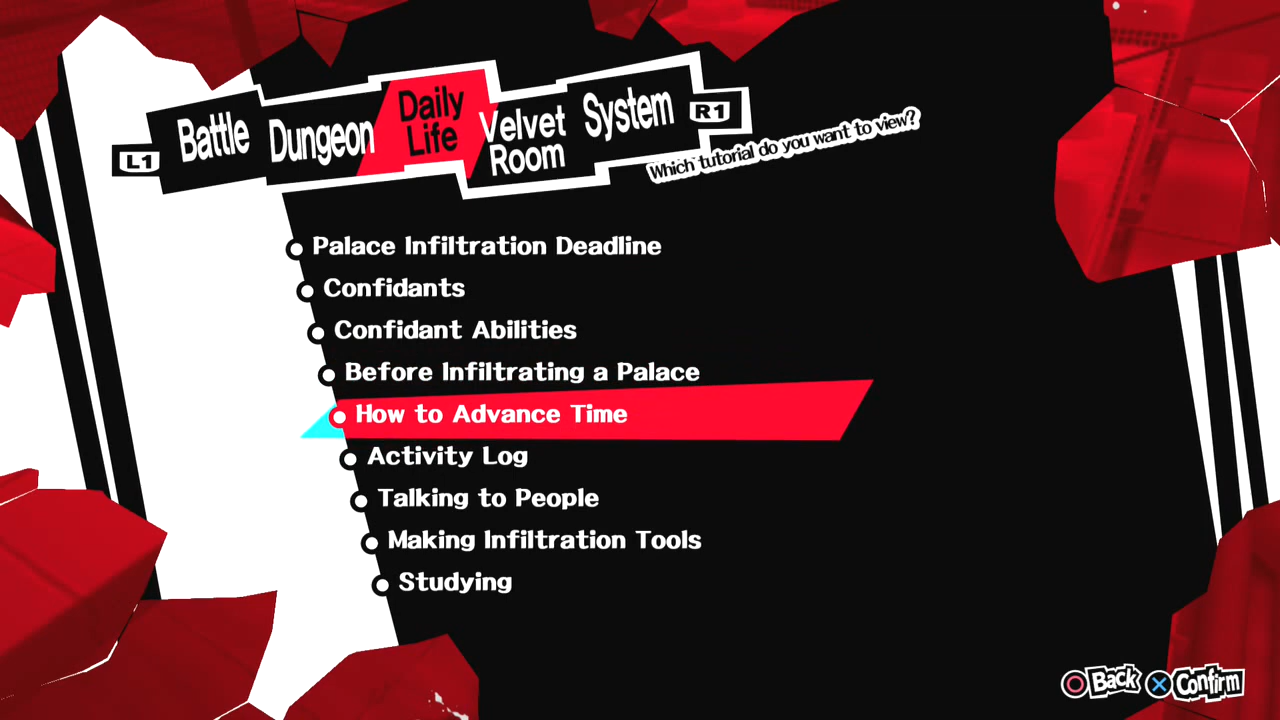 L1
Battle
Dungeon
Daily
Life
Velvet
Room
System
R1
Which tutorial do you want to view?
Palace Infiltration Deadline
Confidants
Confidant Abilities
Before Infiltrating a Palace
How to Advance Time
Activity Log
Talking to People
Making Infiltration Tools
Studying
Back
Confirm